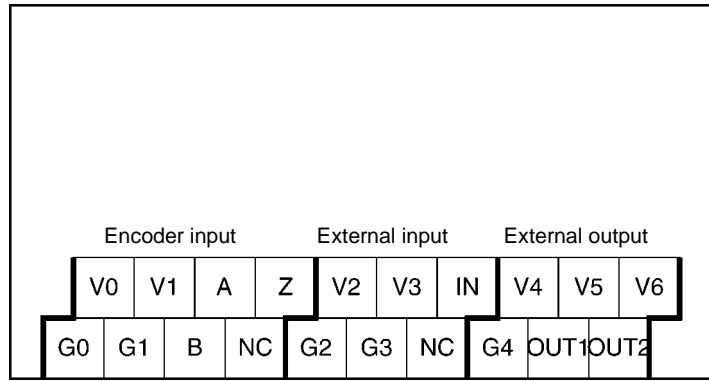 Encoder input External input External output
V0 V1 A Z V2 V3 IN V4 V5 V6
G0 G1 B NC G2 G3 NC G4 OUT1 OUT2